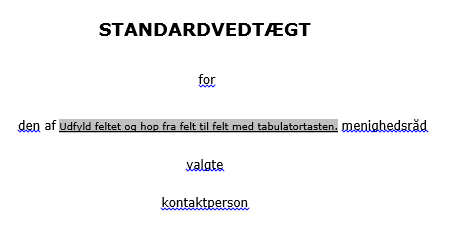 STANDARDVEDTÆGT
for
den af Udfyld feltet og hop fra felt til felt med tabulatortasten. menighedsråd
valgte
kontaktperson